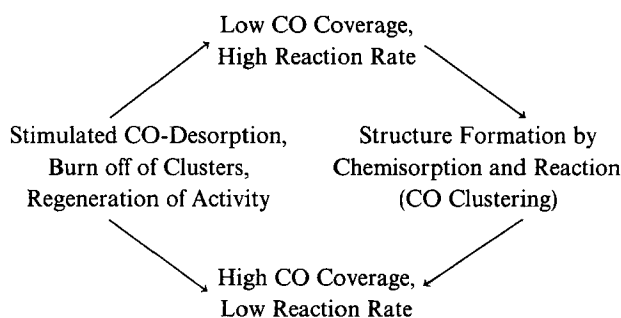 Low CO Coverage,
High Reaction Rate
Stimulated CO-Desorption,
Burn off of Clusters,
Regeneration of Activity
Structure Formation by
Chemisorption and Reaction
(CO Clustering)
High CO Coverage,
Low Reaction Rate